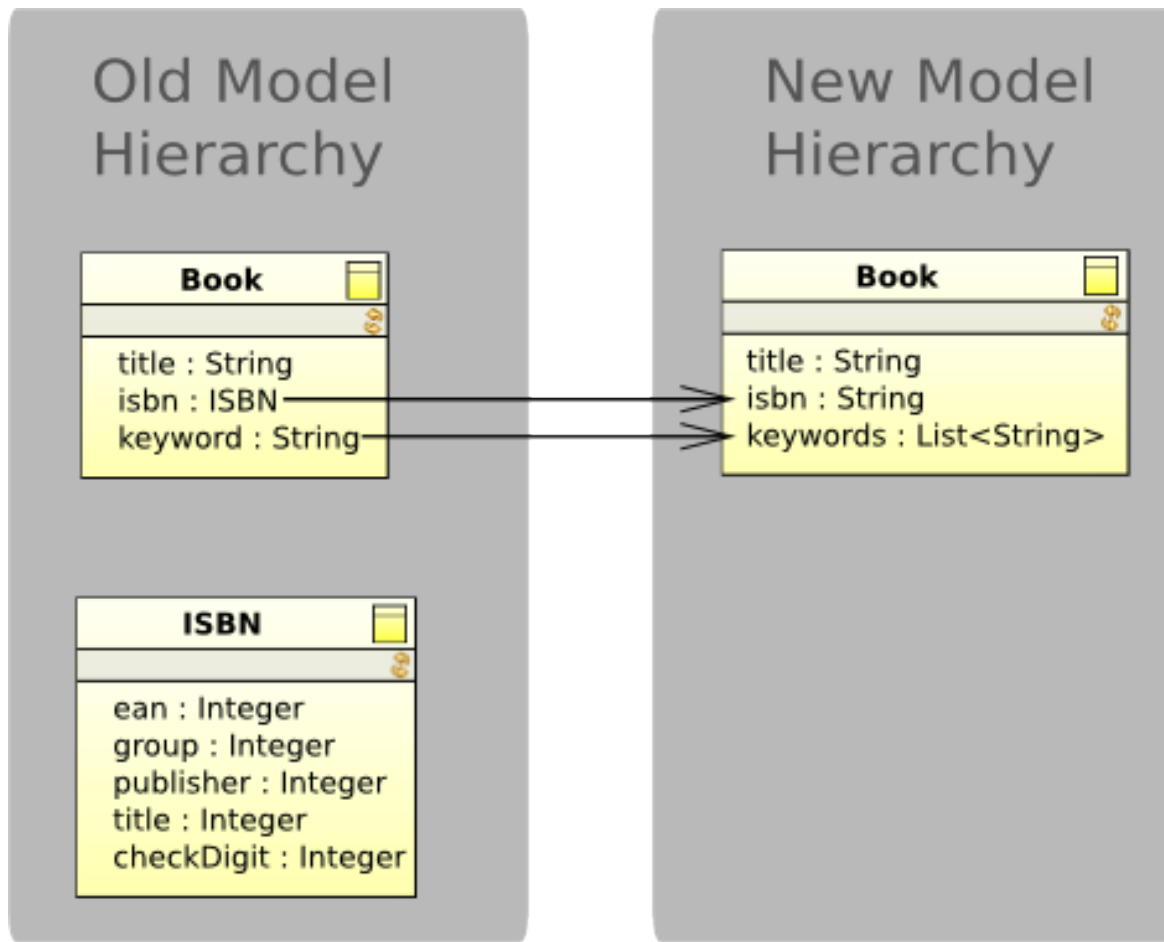 Old Model
Hierarchy
Book
title : String
isbn : ISBN
keyword : String
ISBN
ean : Integer
group : Integer
publisher : Integer
title : Integer
checkDigit : Integer
New Model
Hierarchy
Book
title : String
isbn : String
keywords : List<String>